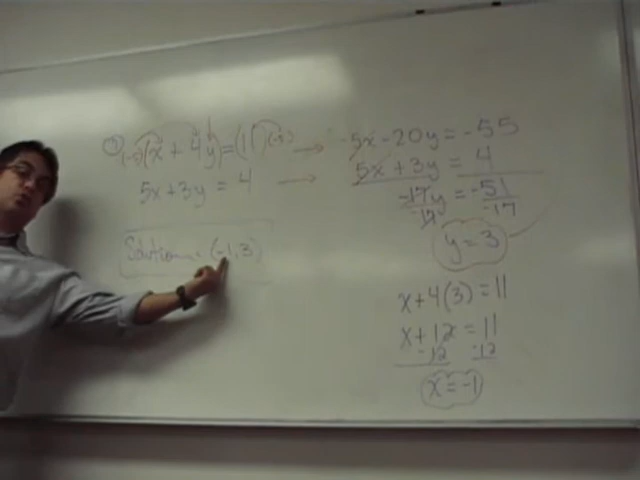 (-5)(x + 4y) = (11)(-5) → -5x - 20y = -55
5x + 3y = 4 → 5x + 3y = 4
-17y = -51
-17 -17
y = 3
Solution = (-1, 3)
x + 4(3) = 11
x + 12 = 11
-12 -12
x = -1